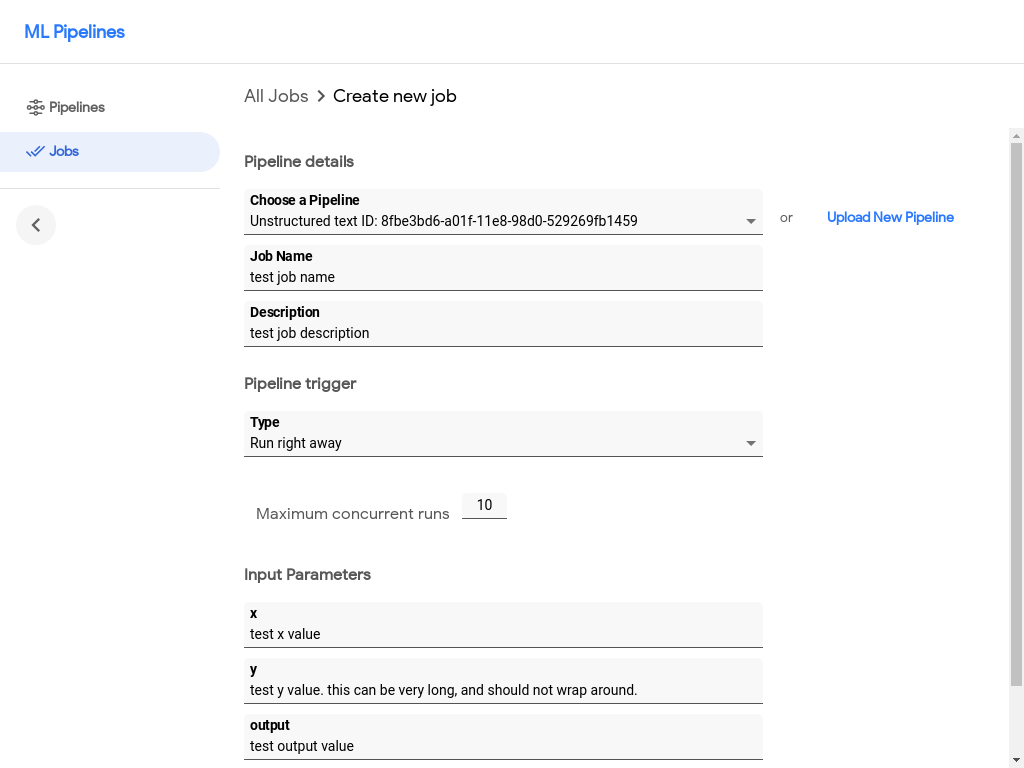 ML Pipelines
Pipelines
Jobs
All Jobs > Create new job
Pipeline details
Choose a Pipeline
Unstructured text ID: 8fbe3bd6-a01f-11e8-98d0-529269fb1459
or
Upload New Pipeline
Job Name
test job name
Description
test job description
Pipeline trigger
Type
Run right away
Maximum concurrent runs 10
Input Parameters
x
test x value
y
test y value. this can be very long, and should not wrap around.
output
test output value